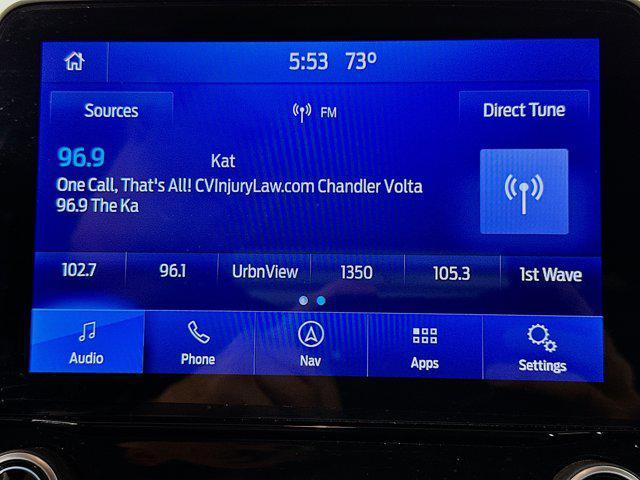 5:53 73°
Sources FM Direct Tune
96.9 Kat
One Call, That's All! CVInjuryLaw.com Chandler Volta
96.9 The Ka
102.7 96.1 UrbnView 1350 105.3 1st Wave
Audio Phone Nav Apps Settings